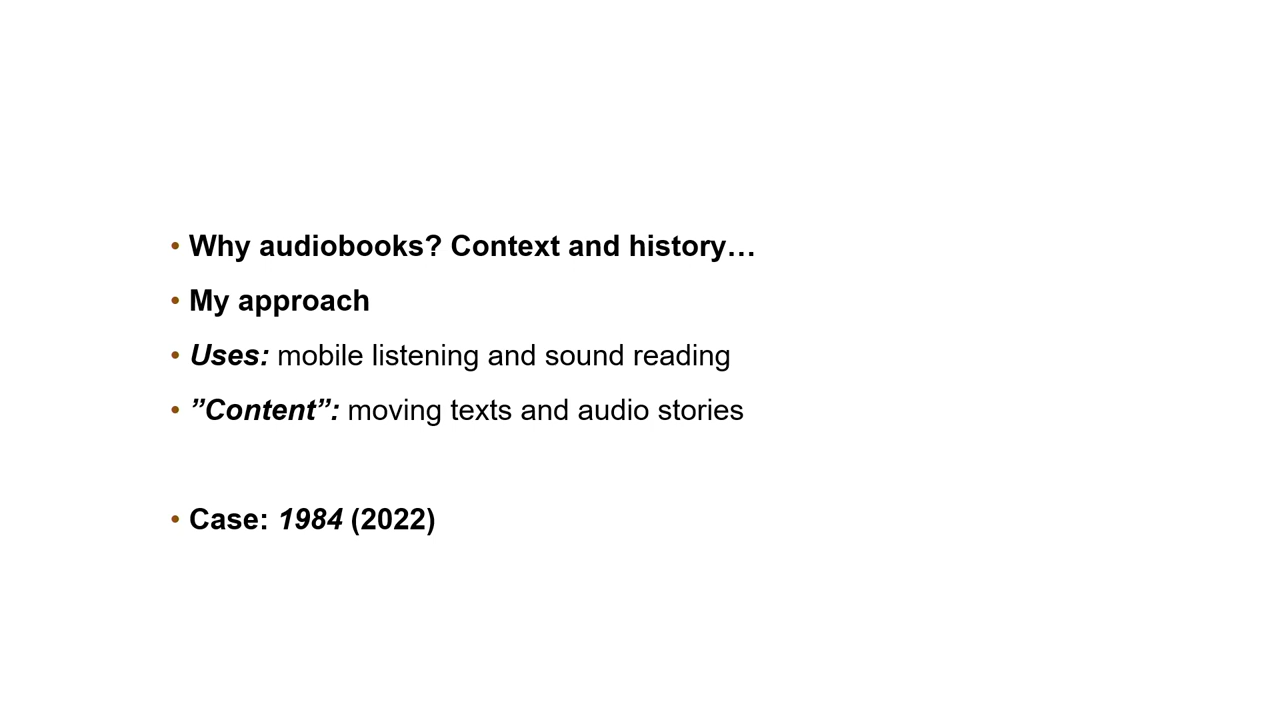 • Why audiobooks? Context and history…
• My approach
• Uses: mobile listening and sound reading
• ”Content”: moving texts and audio stories
• Case: 1984 (2022)